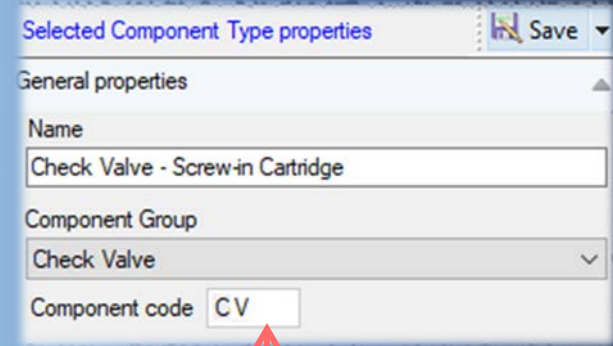 Selected Component Type properties Save
General properties
Name
Check Valve - Screw-in Cartridge
Component Group
Check Valve
Component code CV